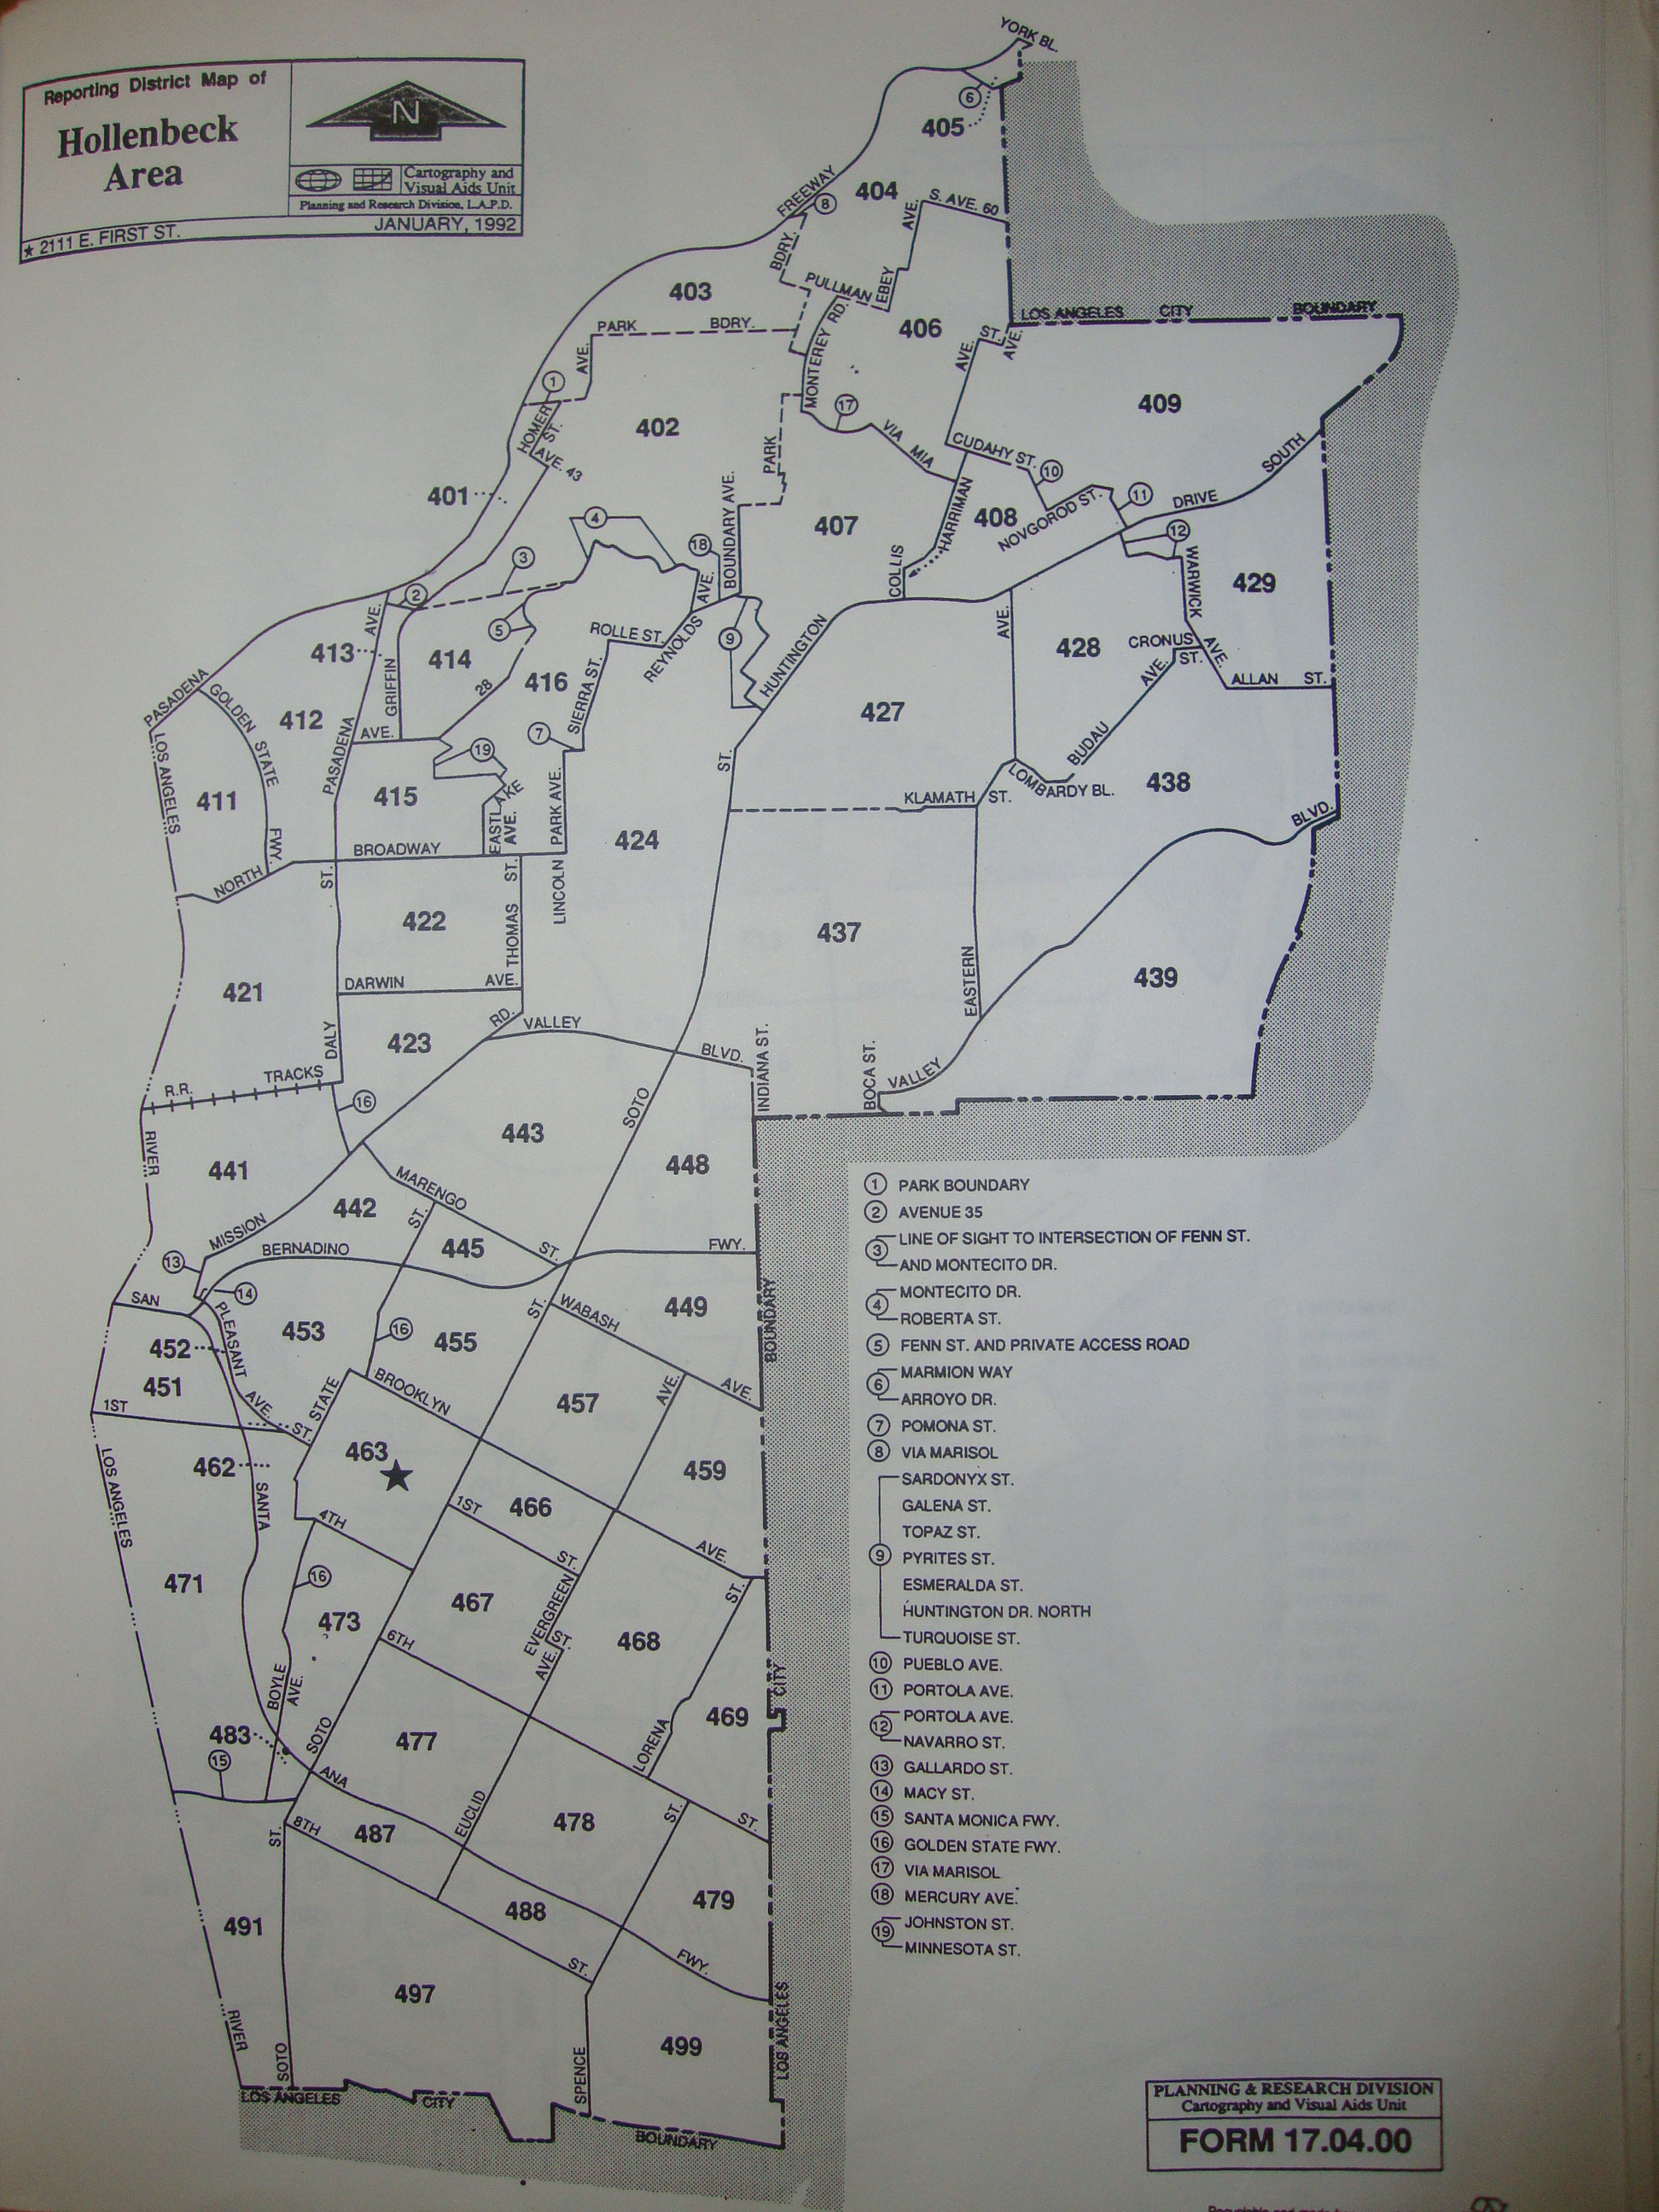 Reporting District Map of
Hollenbeck
Area
N
Cartography and
Visual Aids Unit
Planning and Research Division, L.A.P.D.
★ 2111 E. FIRST ST.
JANUARY, 1992
YORK BL.
6
405
FREEWAY
8
404
S. AVE. 60
AVE.
BDRY.
PULLMAN
EBEY
403
PARK BDRY.
MONTEREY RD.
406
ST.
AVE.
AVE.
LOS ANGELES CITY BOUNDARY
AVE.
1
HOMER
ST.
AVE. 43
402
PARK
17
VIA MIA
409
CUDAHY ST.
10
401
4
18
BOUNDARY AVE.
407
HARRIMAN
408
NOVGOROD ST.
11
DRIVE
SOUTH
12
3
2
AVE.
COLLIS
WARWICK
AVE.
429
AVE.
413
5
414
ROLLE ST.
REYNOLDS
9
HUNTINGTON
AVE.
428
CRONUS
ST.
AVE.
ALLAN ST.
PASADENA
GOLDEN STATE
FWY.
GRIFFIN
28
416
SIERRA ST.
412
427
LOS ANGELES
PASADENA
AVE.
19
7
ST.
BUDAU
411
415
EASTLAKE
AVE.
PARK AVE.
LOMBARDY BL.
438
KLAMATH ST.
BLVD.
BROADWAY
424
NORTH
ST.
ST.
LINCOLN
422
THOMAS
437
421
DARWIN AVE.
EASTERN
439
DALY
423
RD.
VALLEY
BLVD.
INDIANA ST.
BOCA ST.
VALLEY
R.R. TRACKS
16
SOTO
RIVER
443
441
448
MARENGO
442
ST.
MISSION
BERNADINO
445
ST.
FWY.
13
14
SAN
PLEASANT
AVE.
ST.
WABASH
449
BOUNDARY
453
16
455
452
451
1ST
ST.
STATE
BROOKLYN
457
AVE.
AVE.
463
★
462
459
LOS ANGELES
SANTA
4TH
1ST
466
ST.
AVE.
471
16
467
EVERGREEN
ST.
AVE.
ST.
473
6TH
468
BOYLE
AVE.
CITY
483
15
SOTO
477
LORENA
469
ANA
EUCLID
ST.
8TH
487
478
ST.
ST.
491
488
479
FWY.
ST.
497
RIVER
SOTO
SPENCE
499
LOS ANGELES
LOS ANGELES CITY BOUNDARY
1 PARK BOUNDARY
2 AVENUE 35
3 LINE OF SIGHT TO INTERSECTION OF FENN ST.
AND MONTECITO DR.
4 MONTECITO DR.
ROBERTA ST.
5 FENN ST. AND PRIVATE ACCESS ROAD
6 MARMION WAY
ARROYO DR.
7 POMONA ST.
8 VIA MARISOL
9 SARDONYX ST.
GALENA ST.
TOPAZ ST.
PYRITES ST.
ESMERALDA ST.
HUNTINGTON DR. NORTH
TURQUOISE ST.
10 PUEBLO AVE.
11 PORTOLA AVE.
12 PORTOLA AVE.
NAVARRO ST.
13 GALLARDO ST.
14 MACY ST.
15 SANTA MONICA FWY.
16 GOLDEN STATE FWY.
17 VIA MARISOL
18 MERCURY AVE.
19 JOHNSTON ST.
MINNESOTA ST.
PLANNING & RESEARCH DIVISION
Cartography and Visual Aids Unit
FORM 17.04.00